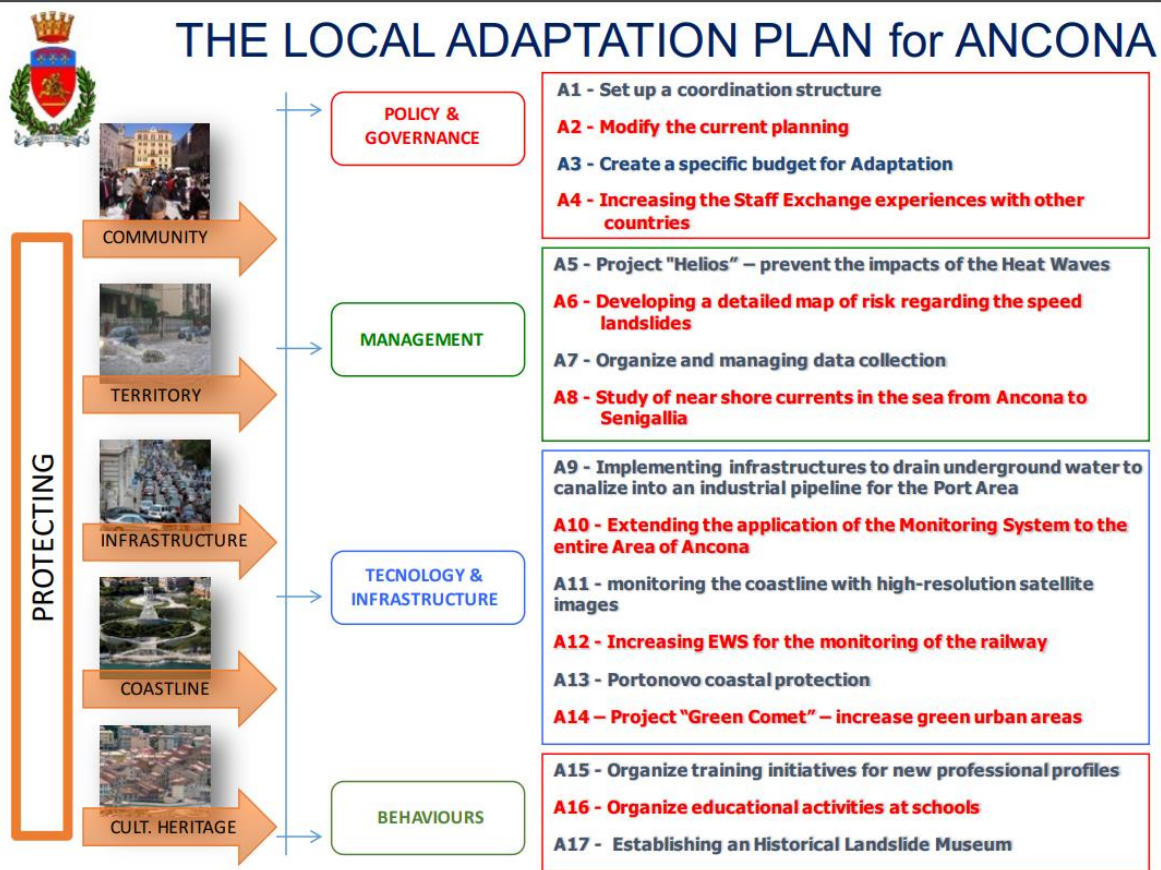 THE LOCAL ADAPTATION PLAN for ANCONA
PROTECTING
COMMUNITY
TERRITORY
INFRASTRUCTURE
COASTLINE
CULT. HERITAGE
POLICY &
GOVERNANCE
A1 - Set up a coordination structure
A2 - Modify the current planning
A3 - Create a specific budget for Adaptation
A4 - Increasing the Staff Exchange experiences with other
countries
MANAGEMENT
A5 - Project "Helios” – prevent the impacts of the Heat Waves
A6 - Developing a detailed map of risk regarding the speed
landslides
A7 - Organize and managing data collection
A8 - Study of near shore currents in the sea from Ancona to
Senigallia
TECNOLOGY &
INFRASTRUCTURE
A9 - Implementing infrastructures to drain underground water to
canalize into an industrial pipeline for the Port Area
A10 - Extending the application of the Monitoring System to the
entire Area of Ancona
A11 - monitoring the coastline with high-resolution satellite
images
A12 - Increasing EWS for the monitoring of the railway
A13 - Portonovo coastal protection
A14 – Project “Green Comet” – increase green urban areas
BEHAVIOURS
A15 - Organize training initiatives for new professional profiles
A16 - Organize educational activities at schools
A17 - Establishing an Historical Landslide Museum